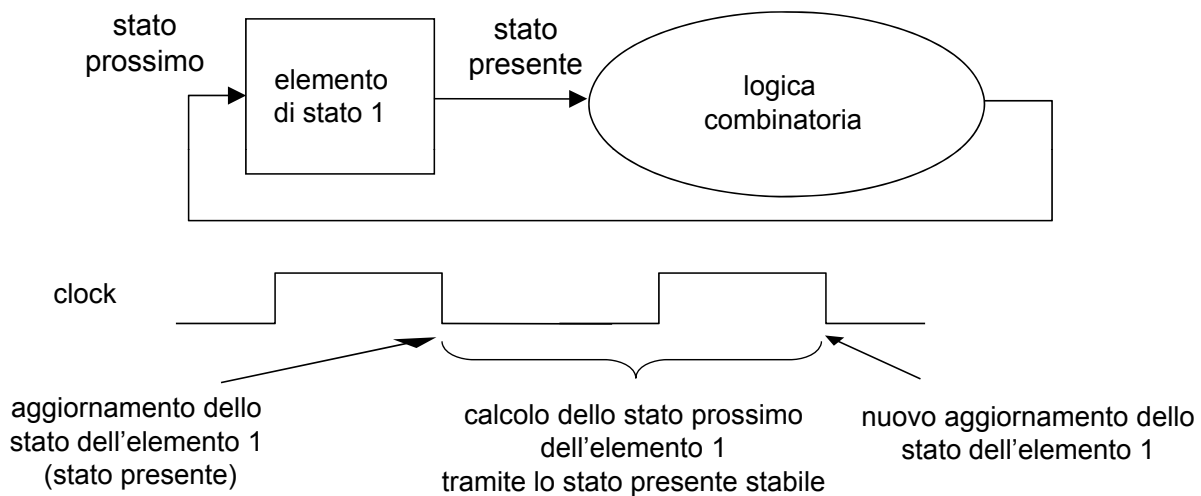 stato
prossimo
elemento
di stato 1
stato
presente
logica
combinatoria
clock
aggiornamento dello
stato dell'elemento 1
(stato presente)
calcolo dello stato prossimo
dell'elemento 1
tramite lo stato presente stabile
nuovo aggiornamento dello
stato dell'elemento 1